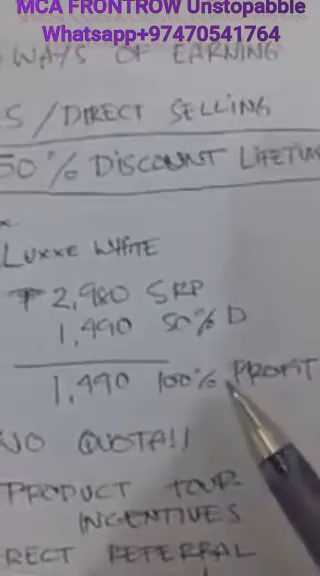 MCA FRONTROW Unstopabble
Whatsapp+97470541764
WAYS OF EARNING
S / DIRECT SELLING
50% DISCOUNT LIFETIM
LUXXE WHITE
₱ 2,980 SRP
1,490 50% D
1,490 100% PROFIT
NO QUOTA!!
PRODUCT TOUR
INCENTIVES
RECT REFERRAL